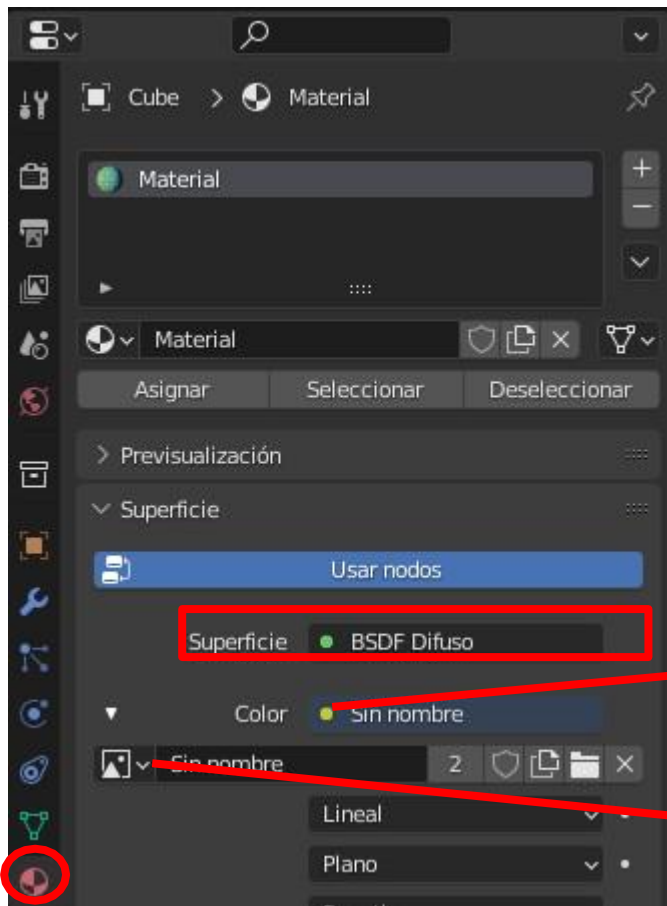 Cube > Material
Material
Material
Asignar Seleccionar Deseleccionar
> Previsualización
Superficie
Usar nodos
Superficie BSDF Difuso
Color Sin nombre
Sin nombre 2
Lineal
Plano